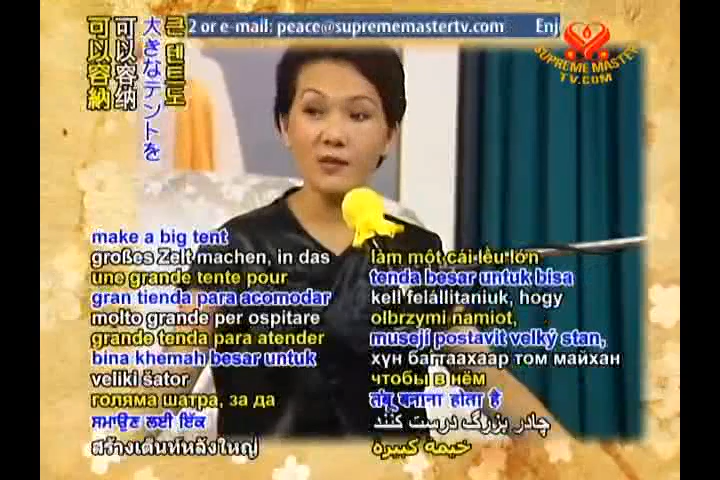 2 or e-mail: peace@suprememastertv.com
Enj
SUPREME MASTER
TV.COM
可以容納
可以容纳
大きなテントを
큰 텐트도
make a big tent
großes Zelt machen, in das
une grande tente pour
gran tienda para acomodar
molto grande per ospitare
grande tenda para atender
bina khemah besar untuk
veliki šator
голяма шатра, за да
ਸਮਾਉਣ ਲਈ ਇੱਕ
สร้างเต็นท์หลังใหญ่
làm một cái lều lớn
tenda besar untuk bisa
kell felállítaniuk, hogy
olbrzymi namiot,
musejí postavit velký stan,
хүн багтаахаар том майхан
чтобы в нём
तंबू बनाना होता है
چادر بزرگ درست کنند
خيمة كبيرة